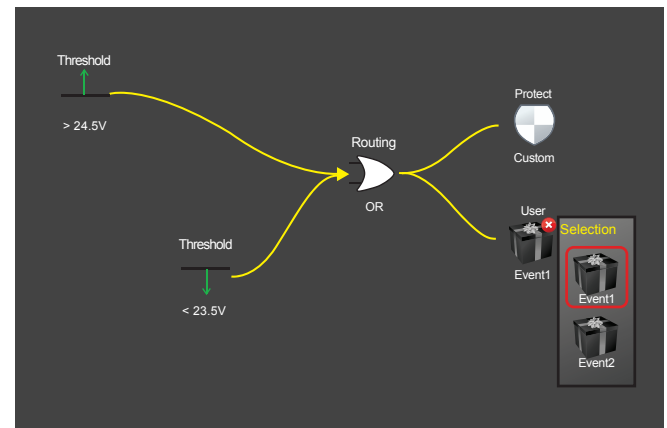 Threshold
> 24.5V
Threshold
< 23.5V
Routing
OR
Protect
Custom
User
Event1
Selection
Event1
Event2